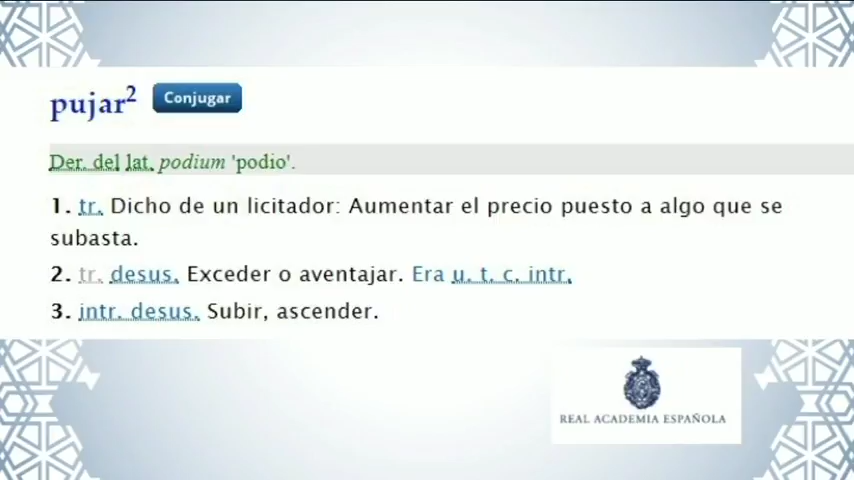 pujar² Conjugar
Der. del lat. podium 'podio'.
1. tr. Dicho de un licitador: Aumentar el precio puesto a algo que se
subasta.
2. tr. desus. Exceder o aventajar. Era u. t. c. intr.
3. intr. desus. Subir, ascender.
REAL ACADEMIA ESPAÑOLA